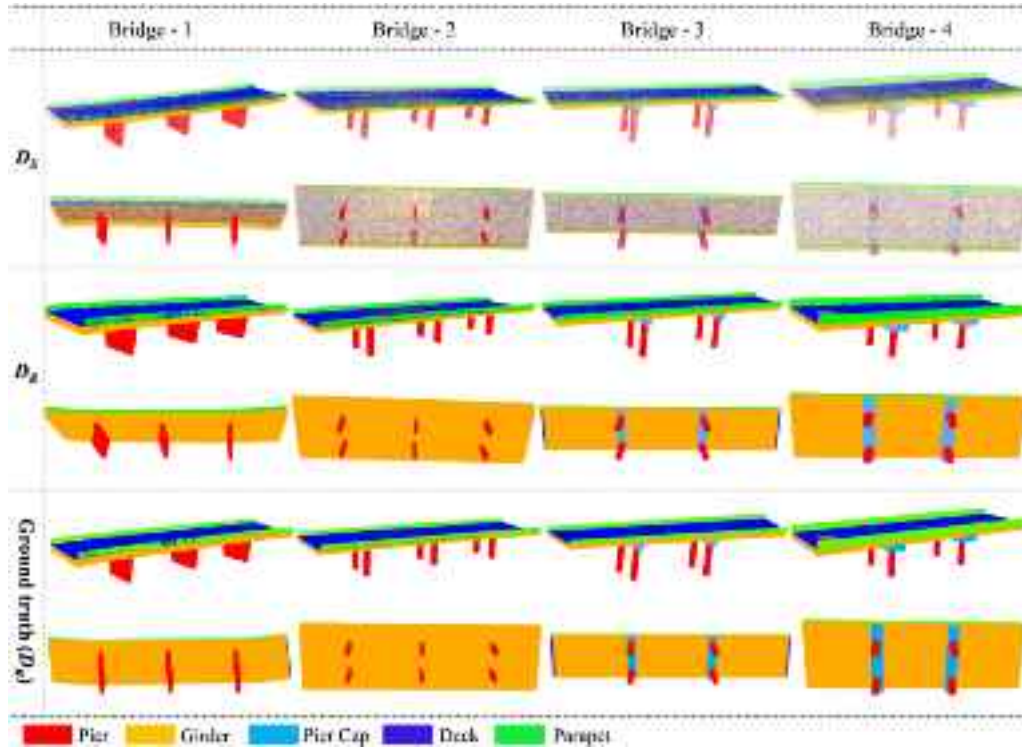 Bridge - 1 Bridge - 2 Bridge - 3 Bridge - 4
Ground truth (
Pier Girder Pier Cap Deck Parapet